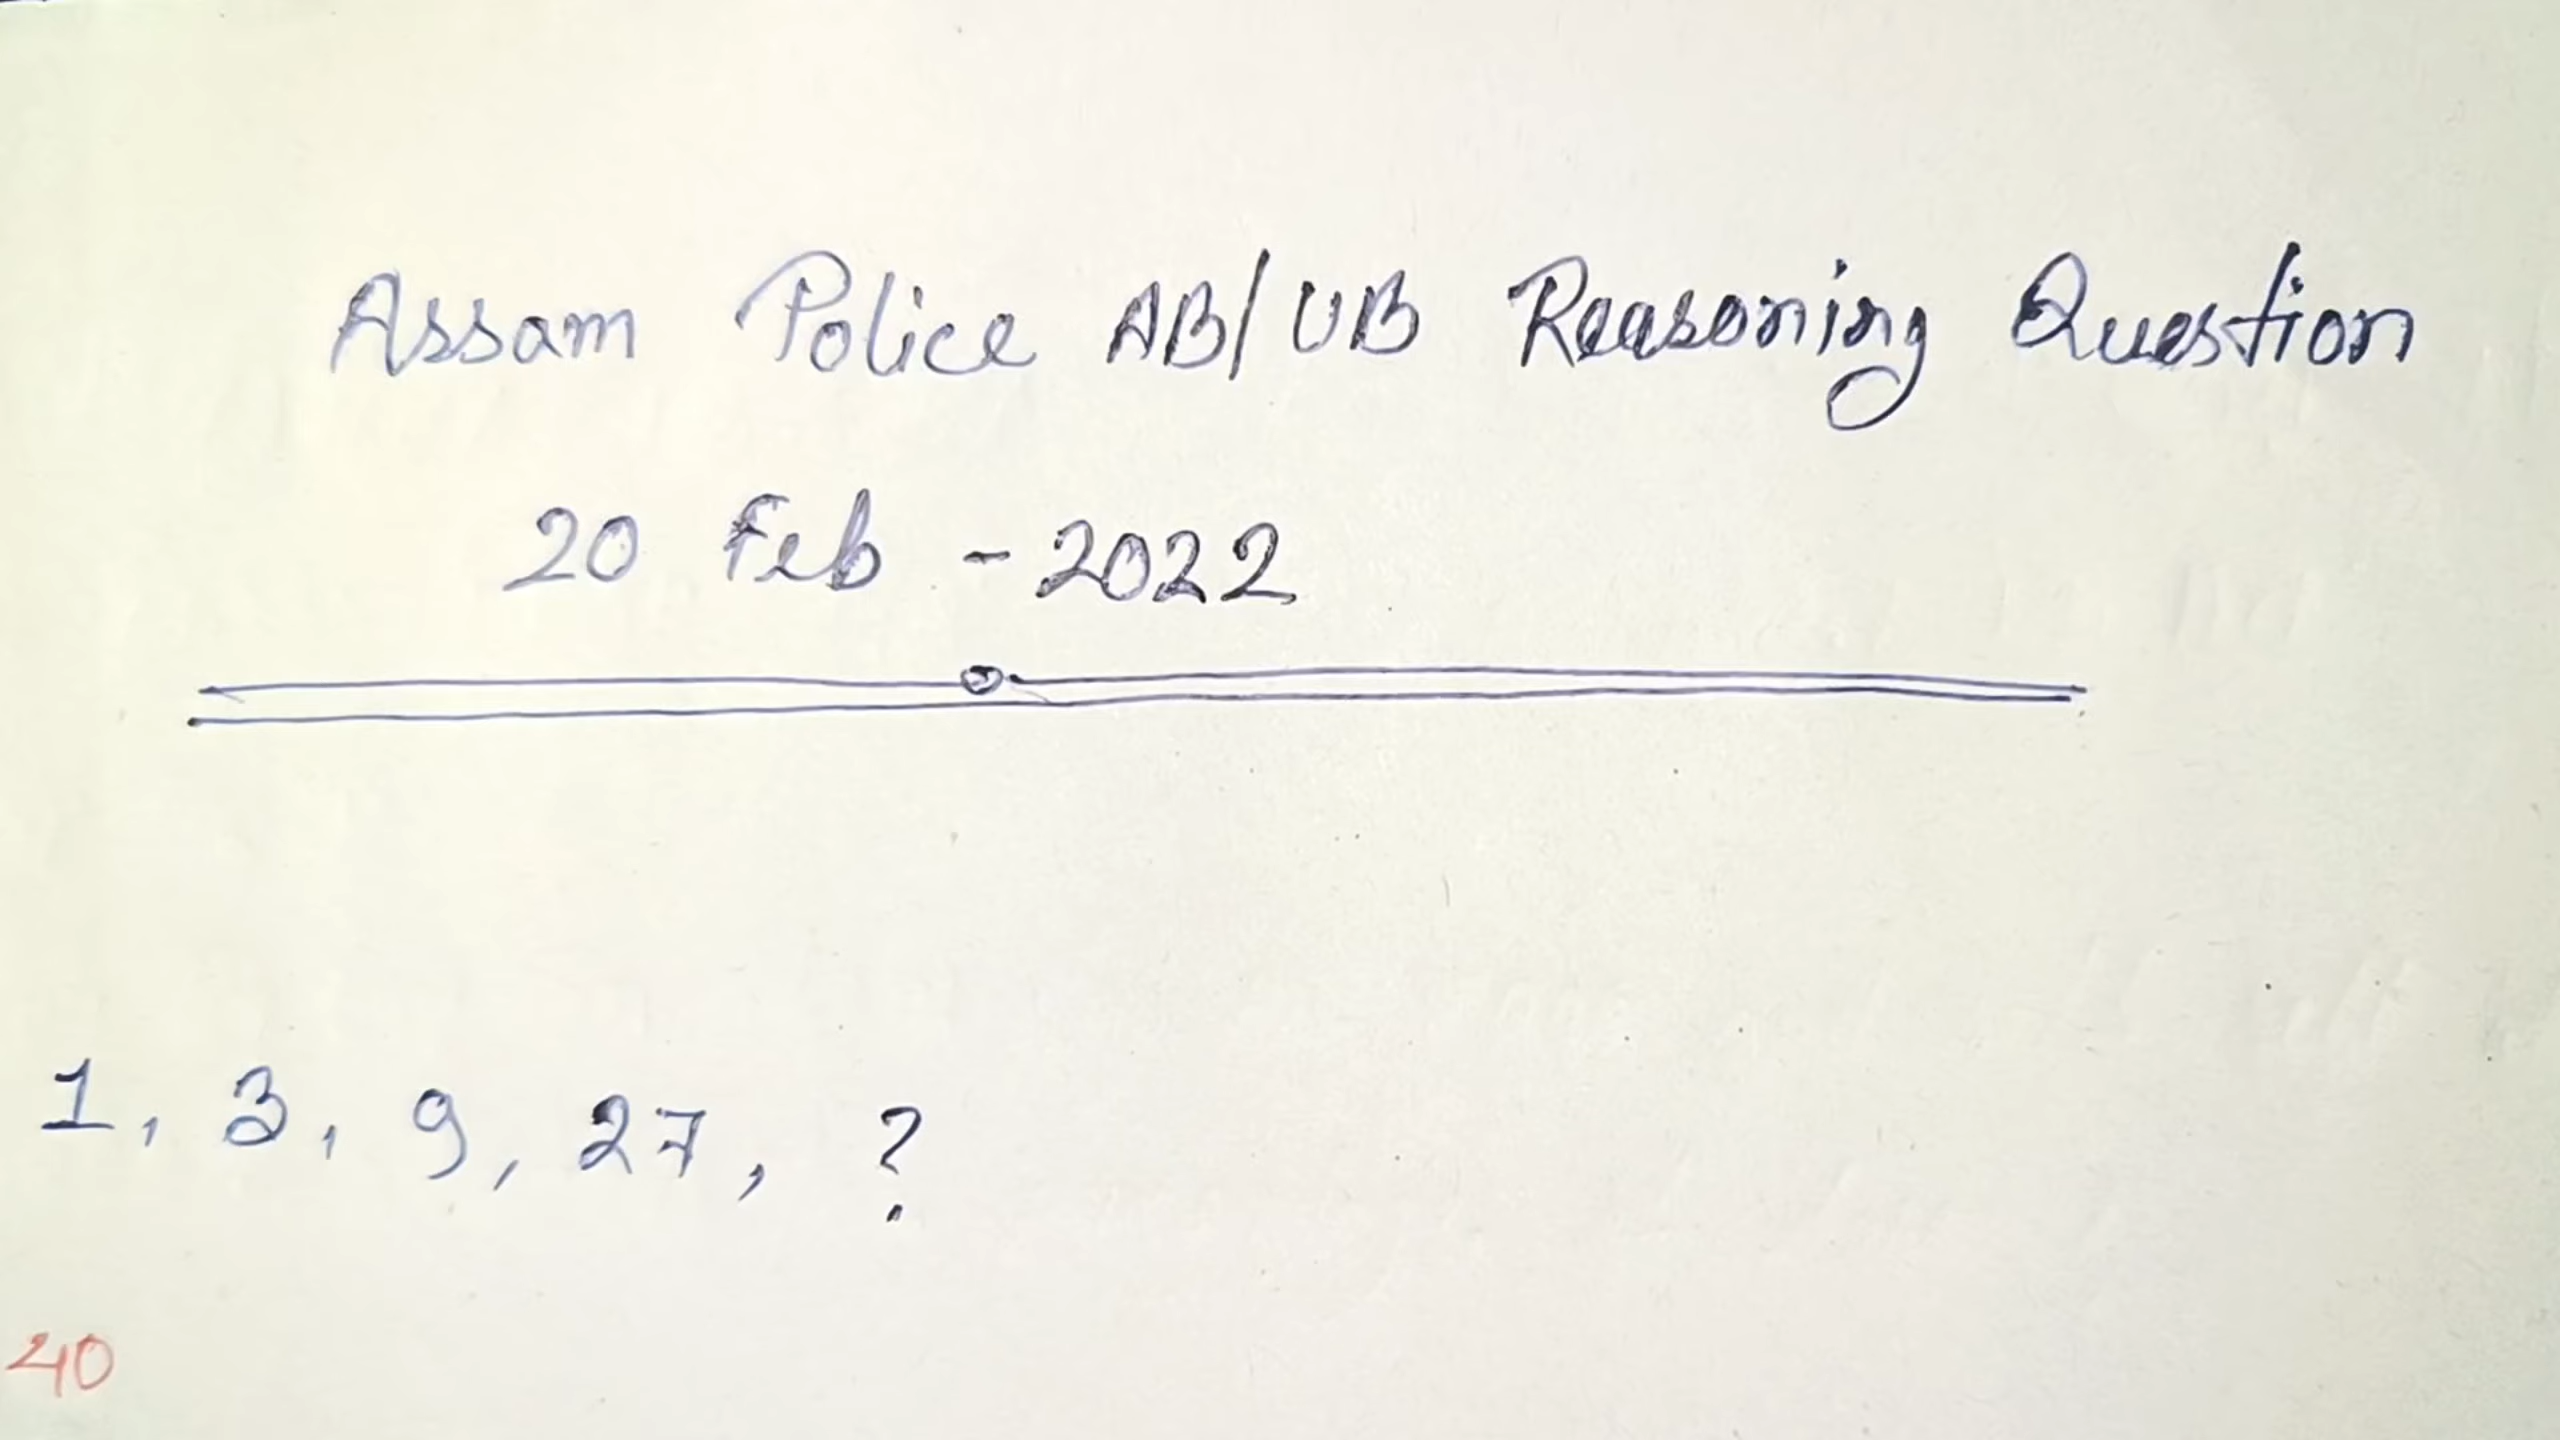 Assam Police AB/UB Reasoning Question
20 Feb - 2022
1, 3, 9, 27, ?
40